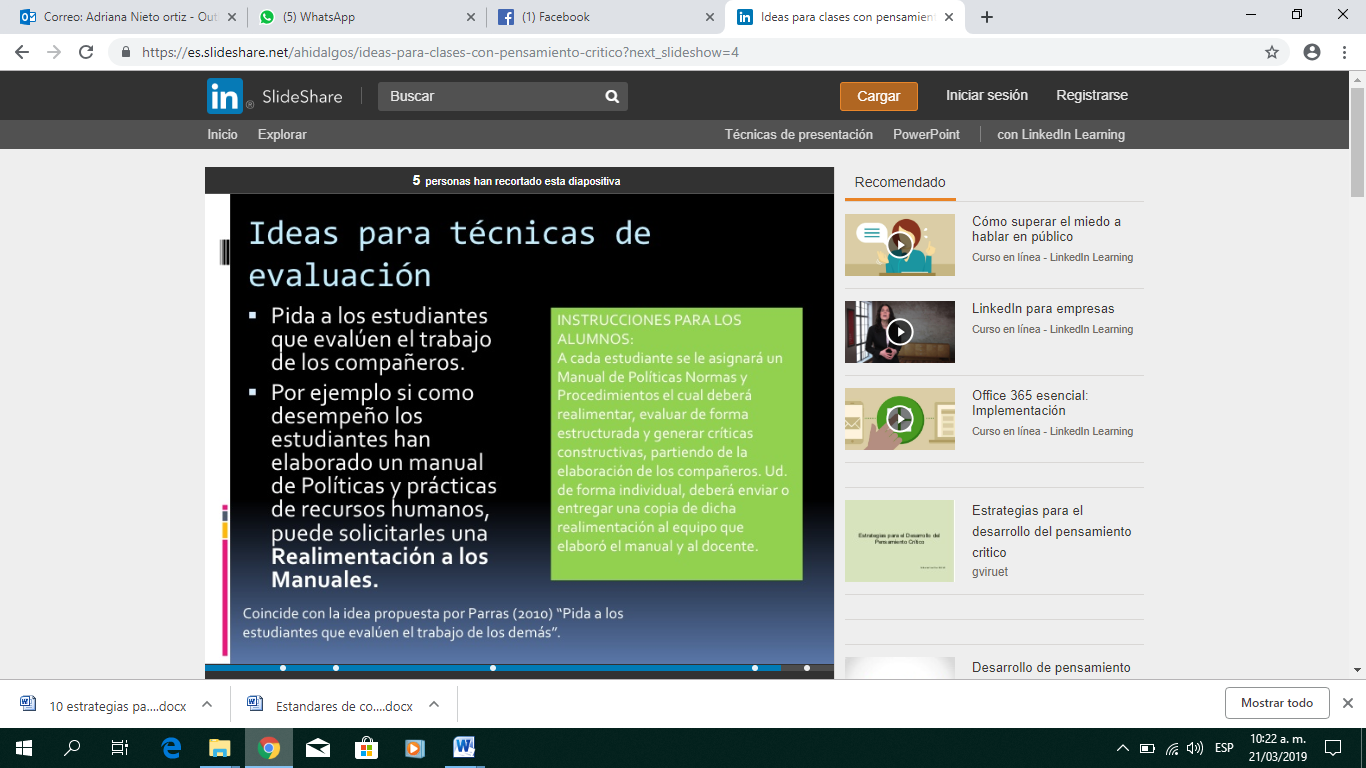 Correo: Adriana Nieto ortiz - Out
(5) WhatsApp
(1) Facebook
Ideas para clases con pensamien
https://es.slideshare.net/ahidalgos/ideas-para-clases-con-pensamiento-critico?next_slideshow=4
in
SlideShare
Buscar
Cargar
Iniciar sesión
Registrarse
Inicio
Explorar
Técnicas de presentación
PowerPoint
con LinkedIn Learning
5 personas han recortado esta diapositiva
Ideas para técnicas de
evaluación
Pida a los estudiantes
que evalúen el trabajo
de los compañeros.
Por ejemplo si como
desempeño los
estudiantes han
elaborado un manual
de Políticas y prácticas
de recursos humanos,
puede solicitarles una
Realimentación a los
Manuales.
INSTRUCCIONES PARA LOS
ALUMNOS:
A cada estudiante se le asignará un
Manual de Políticas Normas y
Procedimientos el cual deberá
realimentar, evaluar de forma
estructurada y generar críticas
constructivas, partiendo de la
elaboración de los compañeros. Ud.
de forma individual, deberá enviar o
entregar una copia de dicha
realimentación al equipo que
elaboró el manual y al docente.
Coincide con la idea propuesta por Parras (2010) “Pida a los
estudiantes que evalúen el trabajo de los demás”.
Recomendado
Cómo superar el miedo a
hablar en público
Curso en línea - LinkedIn Learning
LinkedIn para empresas
Curso en línea - LinkedIn Learning
Office 365 esencial:
Implementación
Curso en línea - LinkedIn Learning
Estrategias para el Desarrollo del
Pensamiento Crítico
Estrategias para el
desarrollo del pensamiento
critico
gviruet
Desarrollo de pensamiento
10 estrategias pa....docx
Estandares de co....docx
Mostrar todo
ESP
10:22 a. m.
21/03/2019